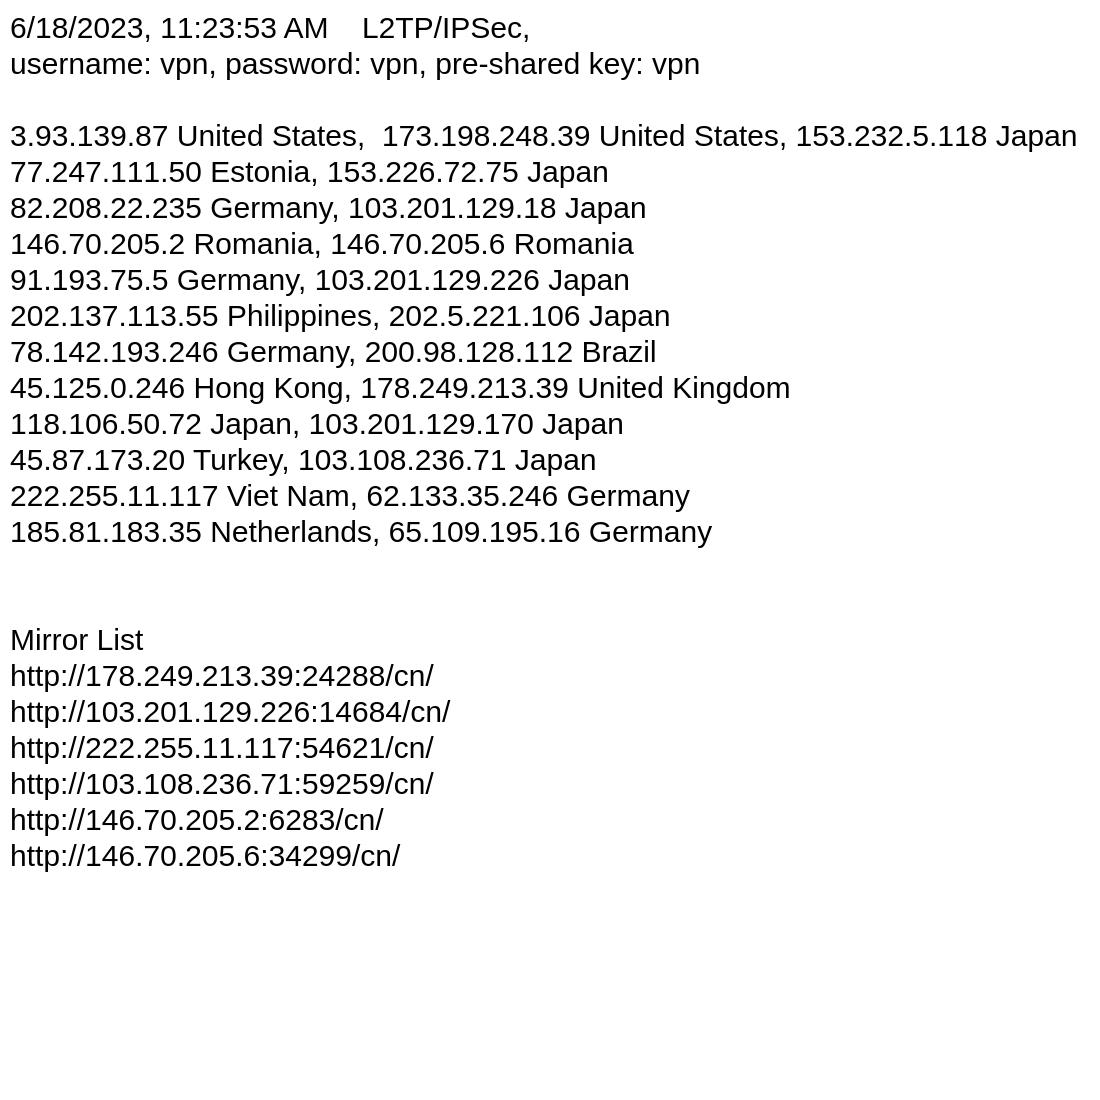 6/18/2023, 11:23:53 AM    L2TP/IPSec,
username: vpn, password: vpn, pre-shared key: vpn
3.93.139.87 United States,  173.198.248.39 United States, 153.232.5.118 Japan
77.247.111.50 Estonia, 153.226.72.75 Japan
82.208.22.235 Germany, 103.201.129.18 Japan
146.70.205.2 Romania, 146.70.205.6 Romania
91.193.75.5 Germany, 103.201.129.226 Japan
202.137.113.55 Philippines, 202.5.221.106 Japan
78.142.193.246 Germany, 200.98.128.112 Brazil
45.125.0.246 Hong Kong, 178.249.213.39 United Kingdom
118.106.50.72 Japan, 103.201.129.170 Japan
45.87.173.20 Turkey, 103.108.236.71 Japan
222.255.11.117 Viet Nam, 62.133.35.246 Germany
185.81.183.35 Netherlands, 65.109.195.16 Germany
Mirror List
http://178.249.213.39:24288/cn/
http://103.201.129.226:14684/cn/
http://222.255.11.117:54621/cn/
http://103.108.236.71:59259/cn/
http://146.70.205.2:6283/cn/
http://146.70.205.6:34299/cn/